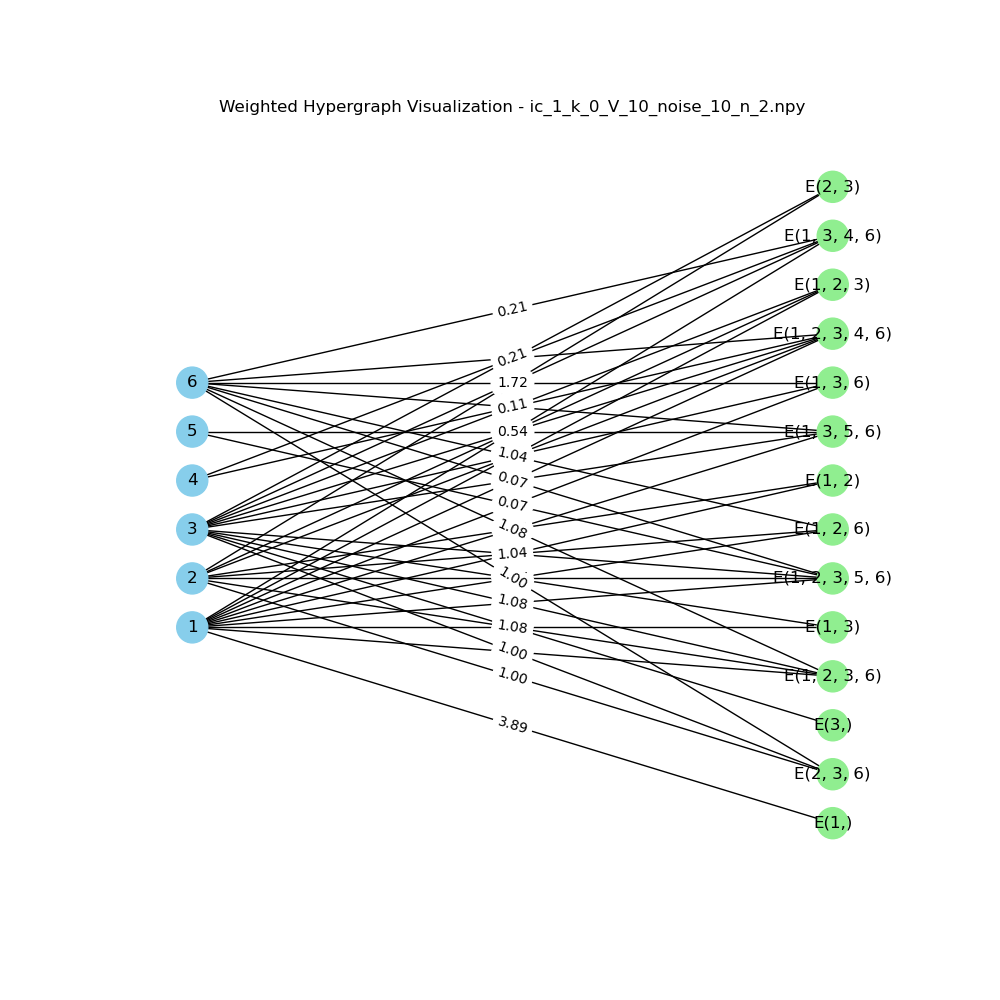 Weighted Hypergraph Visualization - ic_1_k_0_V_10_noise_10_n_2.npy
E(2, 3)
E(1, 3, 4, 6)
E(1, 2, 3)
0.21
E(1, 2, 3, 4, 6)
0.21
6
1.72
E(1, 3, 6)
0.11
5
0.54
E(1, 3, 5, 6)
1.04
4
0.07
E(1, 2)
0.07
3
1.08
E(1, 2, 6)
1.04
2
1.00
E(1, 2, 3, 5, 6)
1.08
1
1.08
E(1, 3)
1.00
1.00
E(1, 2, 3, 6)
3.89
E(3,)
E(2, 3, 6)
E(1,)